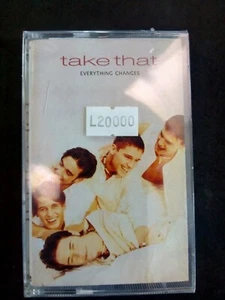 take that
EVERYTHING CHANGES
L20000